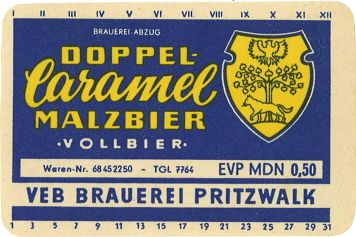 I II III IV V VI VII VIII IX X XI XII
BRAUEREI ABZUG
DOPPEL-
Caramel
MALZBIER
·VOLLBIER·
Waren-Nr. 68452250 - TGL 7764
EVP MDN 0,50
VEB BRAUEREI PRITZWALK
1 3 5 7 9 11 13 15 17 19 21 23 25 27 29 31